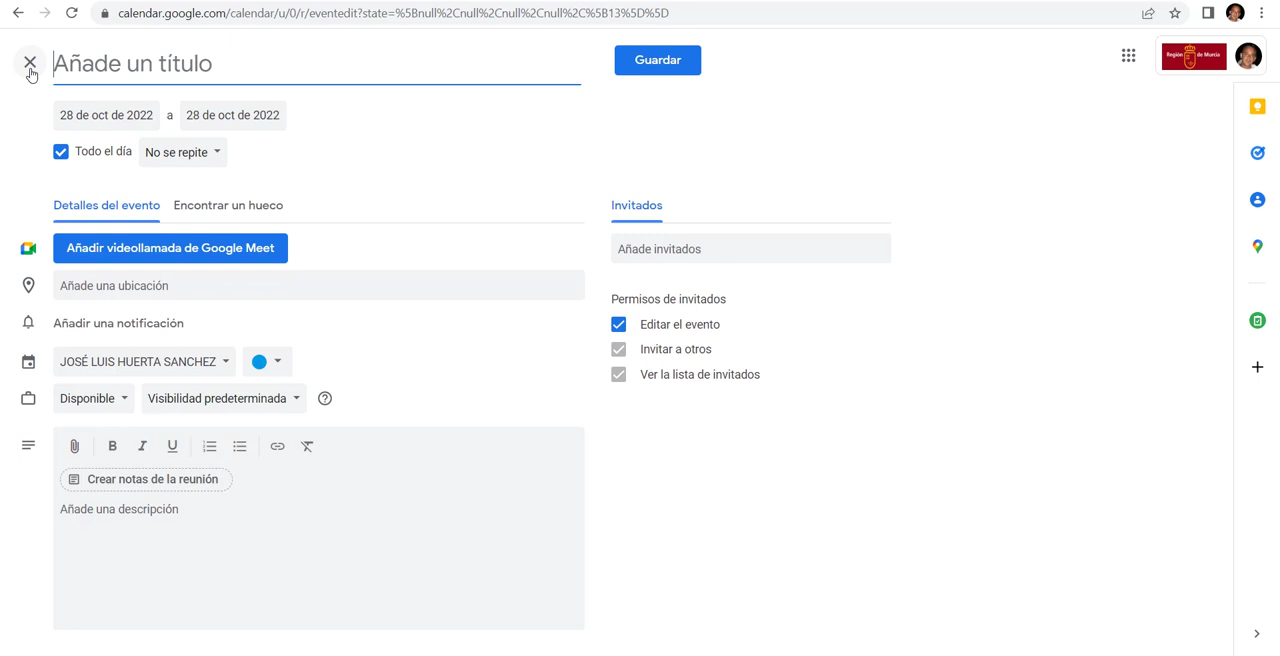 calendar.google.com/calendar/u/0/r/eventedit?state=%5Bnull%2Cnull%2Cnull%2Cnull%2C%5B13%5D%5D
Añade un título
Guardar
Región de Murcia
28 de oct de 2022 a 28 de oct de 2022
Todo el día No se repite
Detalles del evento Encontrar un hueco
Invitados
Añadir videollamada de Google Meet
Añade invitados
Añade una ubicación
Permisos de invitados
Añadir una notificación
Editar el evento
Invitar a otros
JOSÉ LUIS HUERTA SANCHEZ
Ver la lista de invitados
Disponible Visibilidad predeterminada
B I U
Crear notas de la reunión
Añade una descripción